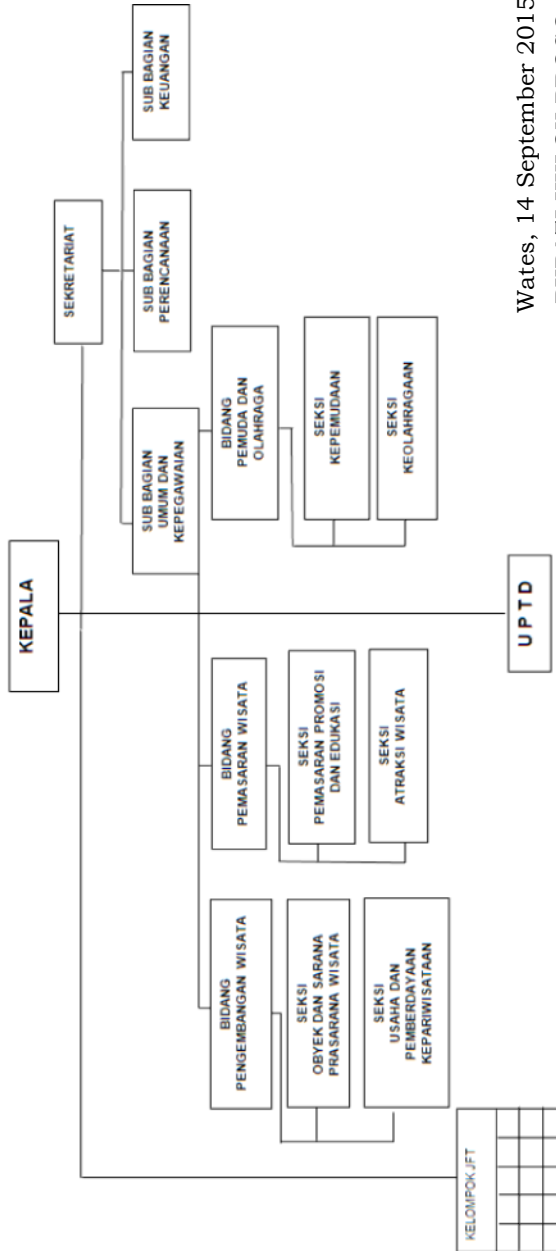 KEPALA
SEKRETARIAT
SUB BAGIAN
UMUM DAN
KEPEGAWAIAN
SUB BAGIAN
PERENCANAAN
SUB BAGIAN
KEUANGAN
BIDANG
PENGEMBANGAN WISATA
BIDANG
PEMASARAN WISATA
BIDANG
PEMUDA DAN
OLAHRAGA
SEKSI
OBYEK DAN SARANA
PRASARANA WISATA
SEKSI
PEMASARAN PROMOSI
DAN EDUKASI
SEKSI
KEPEMUDAAN
SEKSI
USAHA DAN
PEMBERDAYAAN
KEPARIWISATAAN
SEKSI
ATRAKSI WISATA
SEKSI
KEOLAHRAGAAN
KELOMPOK JFT
U P T D
Wates, 14 September 2015